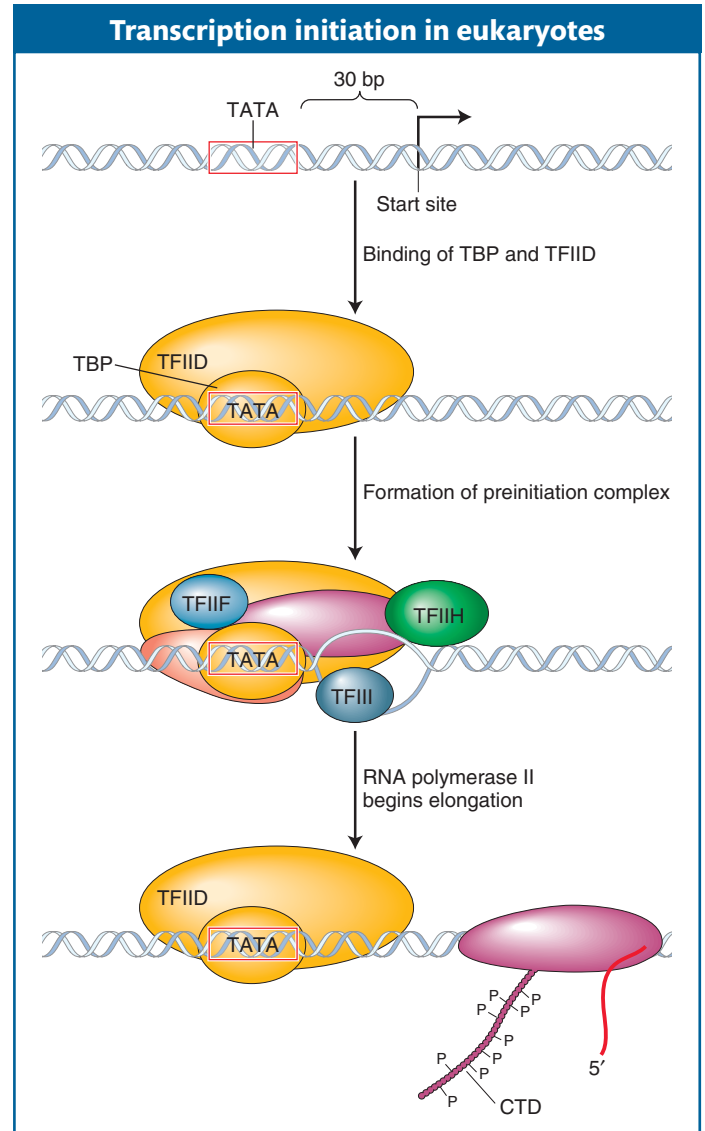 Transcription initiation in eukaryotes
30 bp
TATA
Start site
Binding of TBP and TFIID
TBP
TFIID
TATA
Formation of preinitiation complex
TFIIF
TFIIH
TATA
TFIII
RNA polymerase II
begins elongation
TFIID
TATA
P
P
P
P
P
P
P
P
P
P
5′
CTD
P